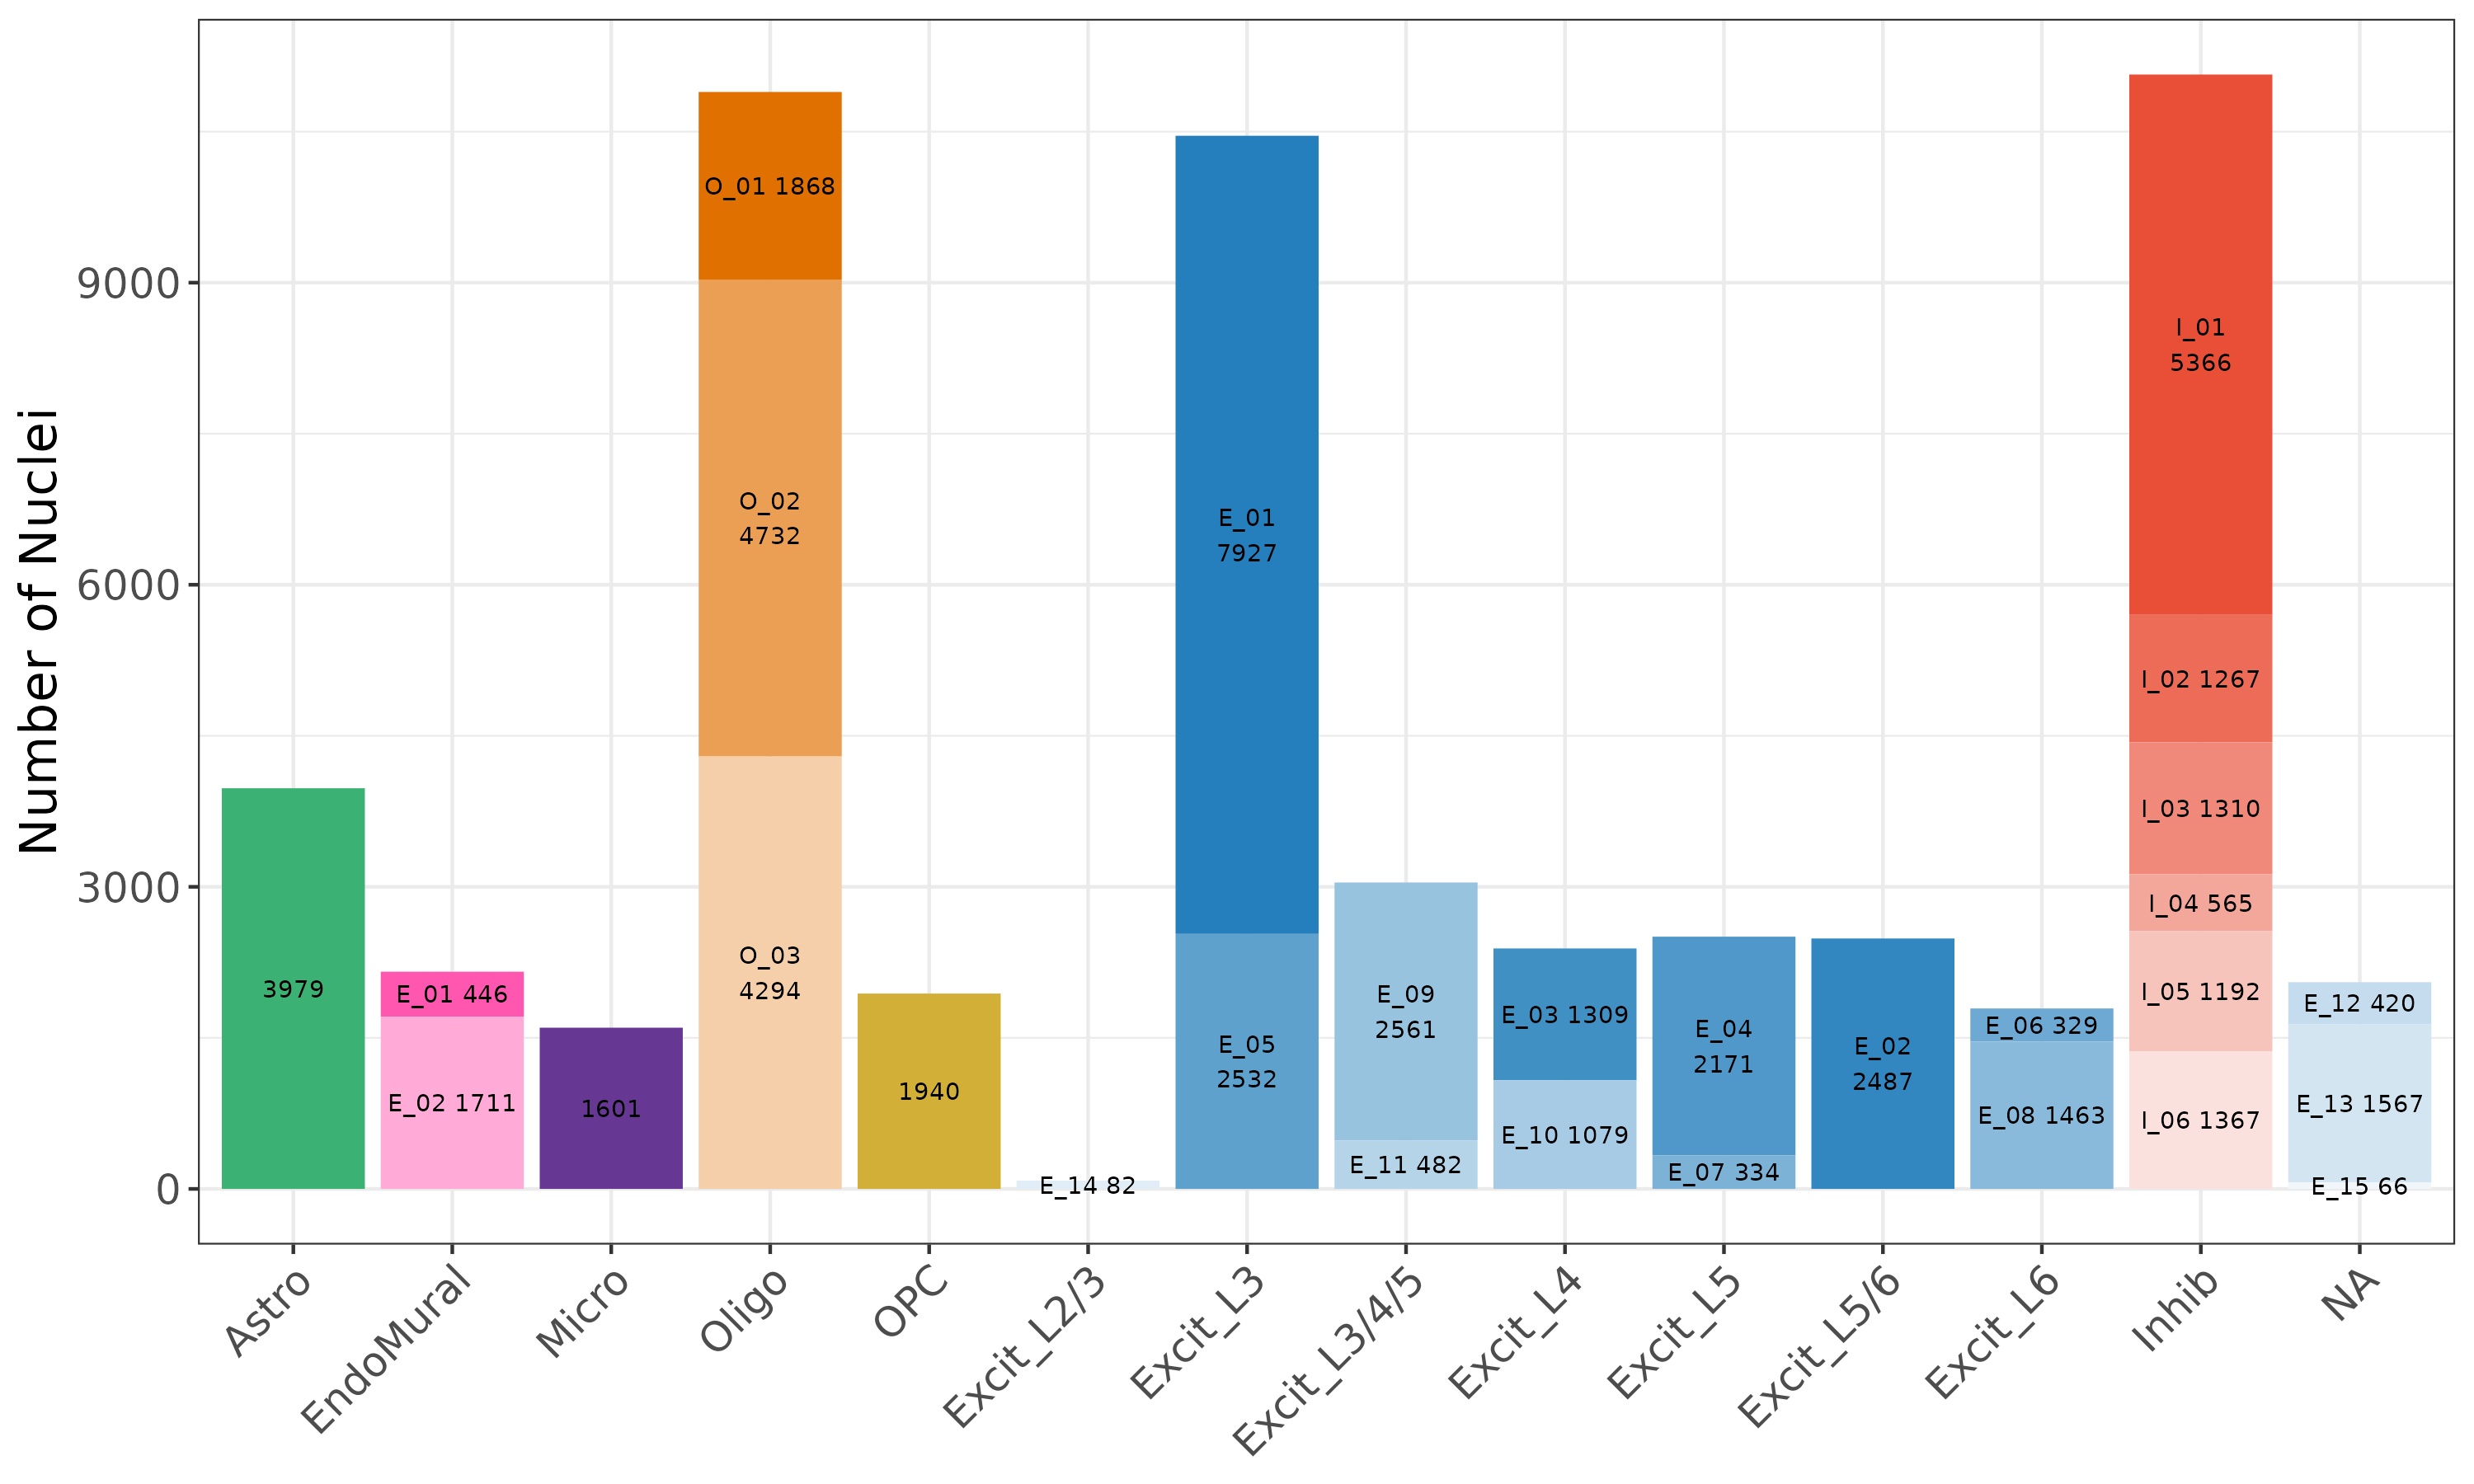 Number of Nuclei
9000
6000
3000
0
3979
E_01 446
E_02 1711
1601
O_01 1868
O_02
4732
O_03
4294
1940
E_14 82
E_01
7927
E_05
2532
E_09
2561
E_11 482
E_03 1309
E_10 1079
E_04
2171
E_07 334
E_02
2487
E_06 329
E_08 1463
I_01
5366
I_02 1267
I_03 1310
I_04 565
I_05 1192
I_06 1367
E_12 420
E_13 1567
E_15 66
Astro
EndoMural
Micro
Oligo
OPC
Excit_L2/3
Excit_L3
Excit_L3/4/5
Excit_L4
Excit_L5
Excit_L5/6
Excit_L6
Inhib
NA